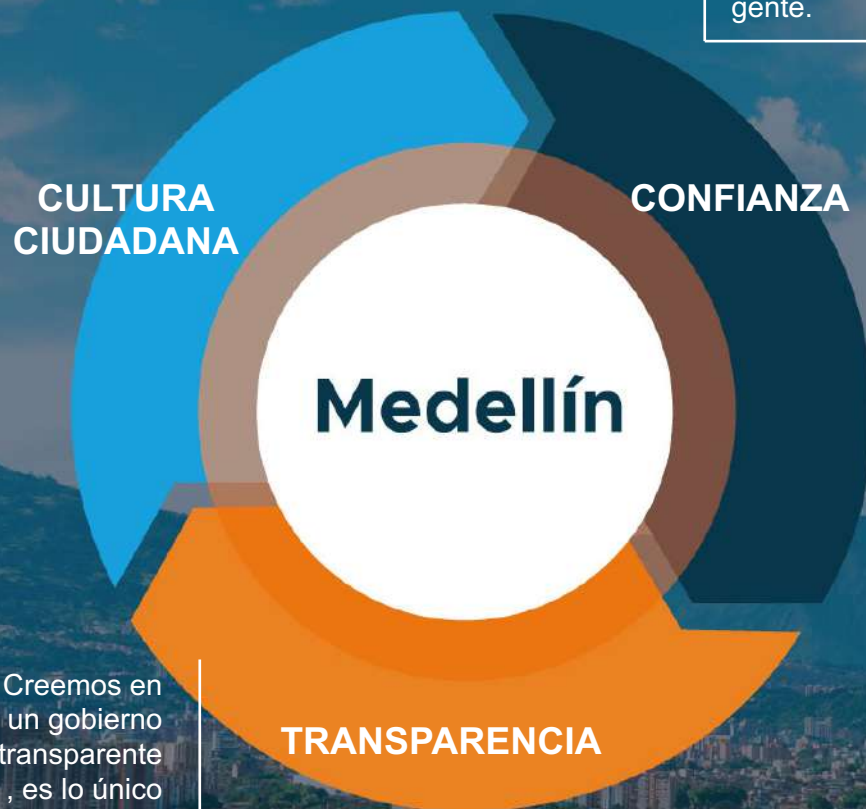 gente.
CULTURA
CIUDADANA
CONFIANZA
Medellín
Creemos en
un gobierno
transparente
, es lo único
TRANSPARENCIA